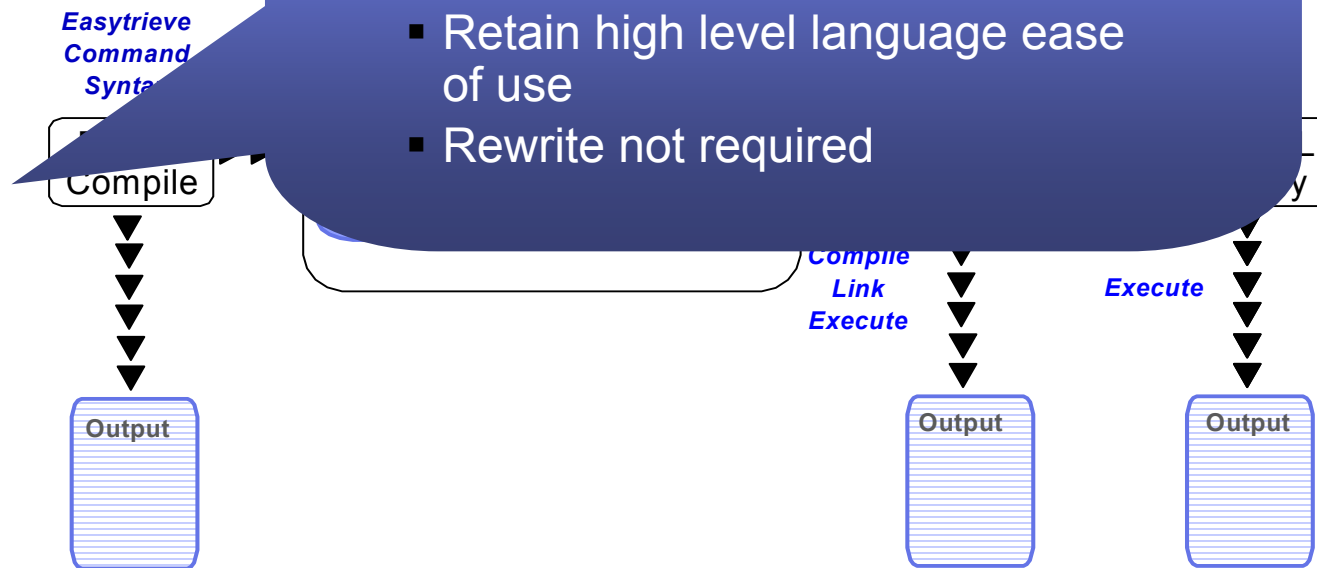 Easytrieve
Command
Retain high level language ease
of use
Rewrite not required
Compile
Compile
Link
Execute
Execute
Output
Output
Output